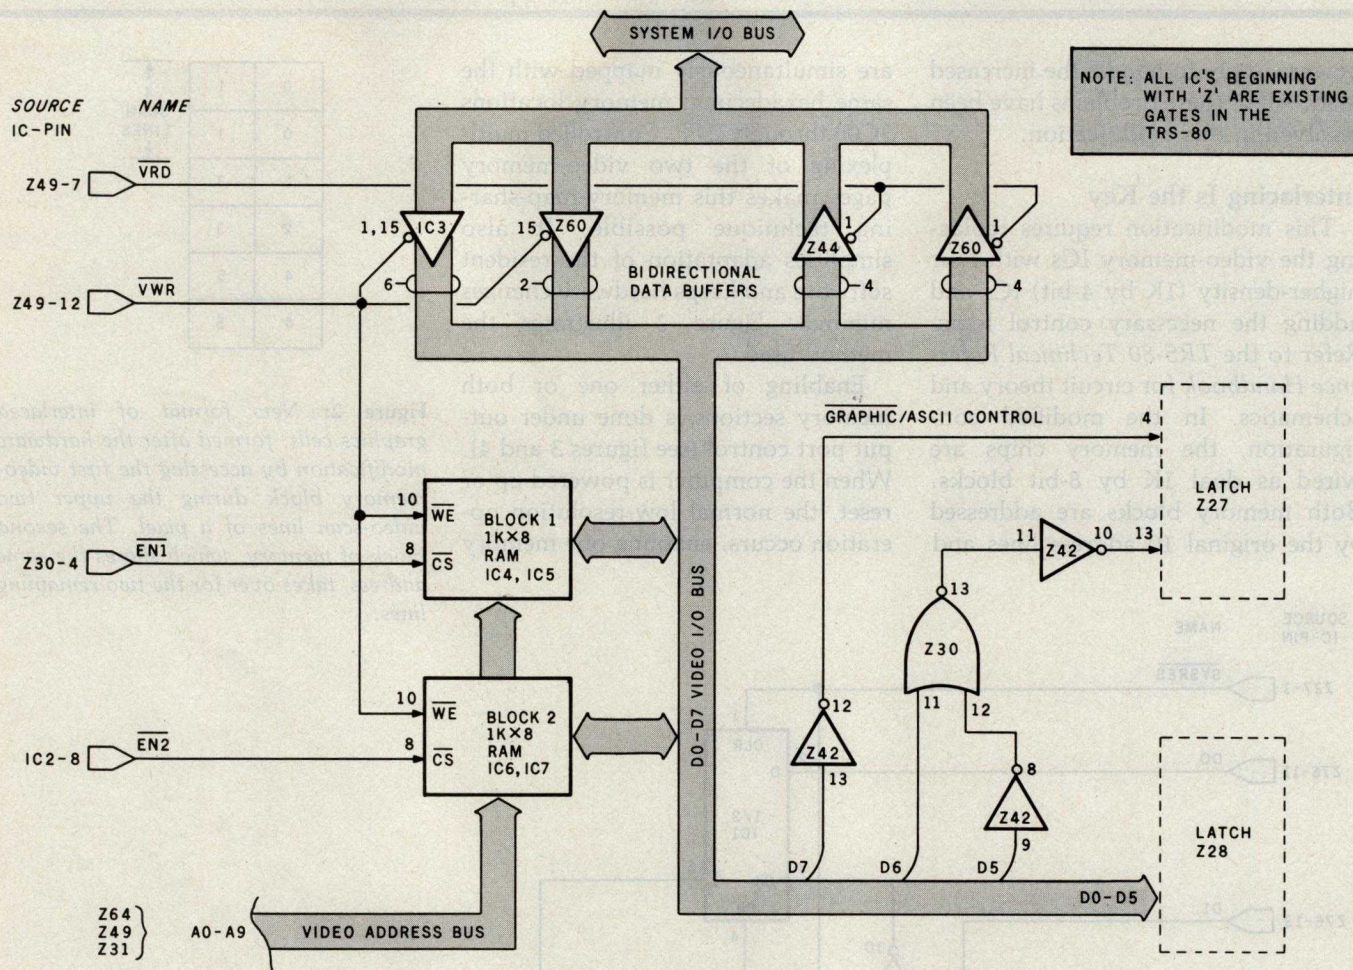 SYSTEM I/O BUS
NOTE: ALL IC'S BEGINNING
WITH 'Z' ARE EXISTING
GATES IN THE
TRS-80
SOURCE NAME
IC-PIN
Z49-7 VRD
1,15 IC3
15 Z60
1 Z44
1 Z60
6
2
4
4
BIDIRECTIONAL
DATA BUFFERS
Z49-12 VWR
GRAPHIC/ASCII CONTROL 4
LATCH
Z27
10 WE
BLOCK 1
1K×8
RAM
IC4, IC5
Z30-4 EN1
8 CS
11 Z42 10 13
13
Z30
11 12
D0-D7 VIDEO I/O BUS
10 WE
BLOCK 2
1K×8
RAM
IC6, IC7
IC2-8 EN2
8 CS
12
Z42
13
8
Z42
9
LATCH
Z28
D7 D6 D5
D0-D5
Z64
Z49
Z31
A0-A9 VIDEO ADDRESS BUS